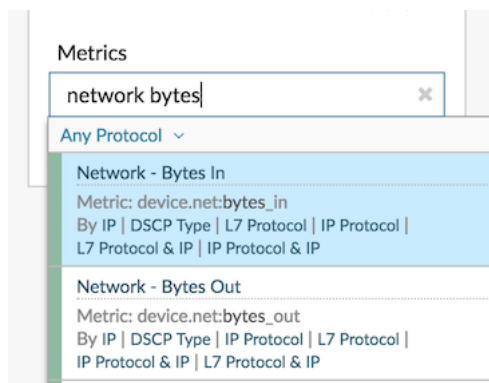 Metrics
network bytes
Any Protocol
Network - Bytes In
Metric: device.net:bytes_in
By IP | DSCP Type | L7 Protocol | IP Protocol |
L7 Protocol & IP | IP Protocol & IP
Network - Bytes Out
Metric: device.net:bytes_out
By IP | DSCP Type | IP Protocol | L7 Protocol |
IP Protocol & IP | L7 Protocol & IP